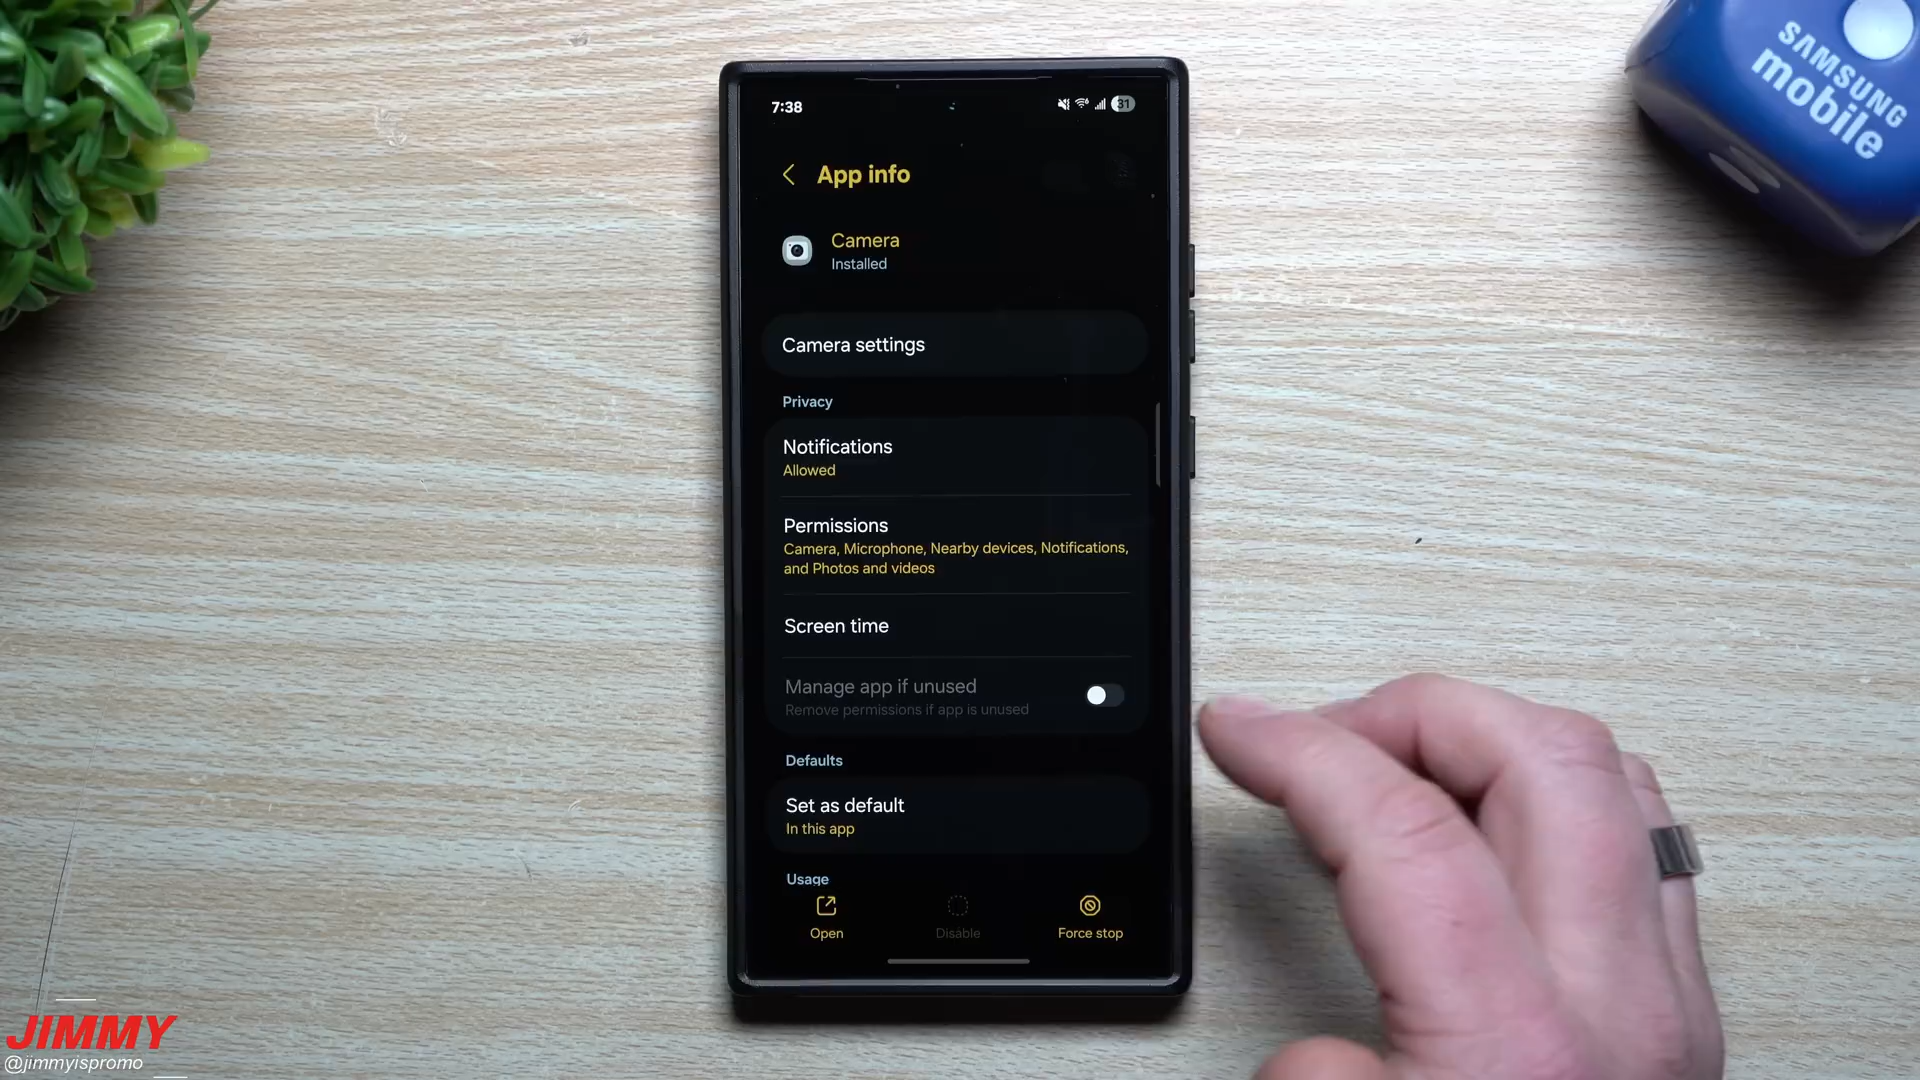 SAMSUNG
mobile
7:38
31
App info
Camera
Installed
Camera settings
Privacy
Notifications
Allowed
Permissions
Camera, Microphone, Nearby devices, Notifications,
and Photos and videos
Screen time
Manage app if unused
Remove permissions if app is unused
Defaults
Set as default
In this app
Usage
Open
Disable
Force stop
JIMMY
@jimmyispromo